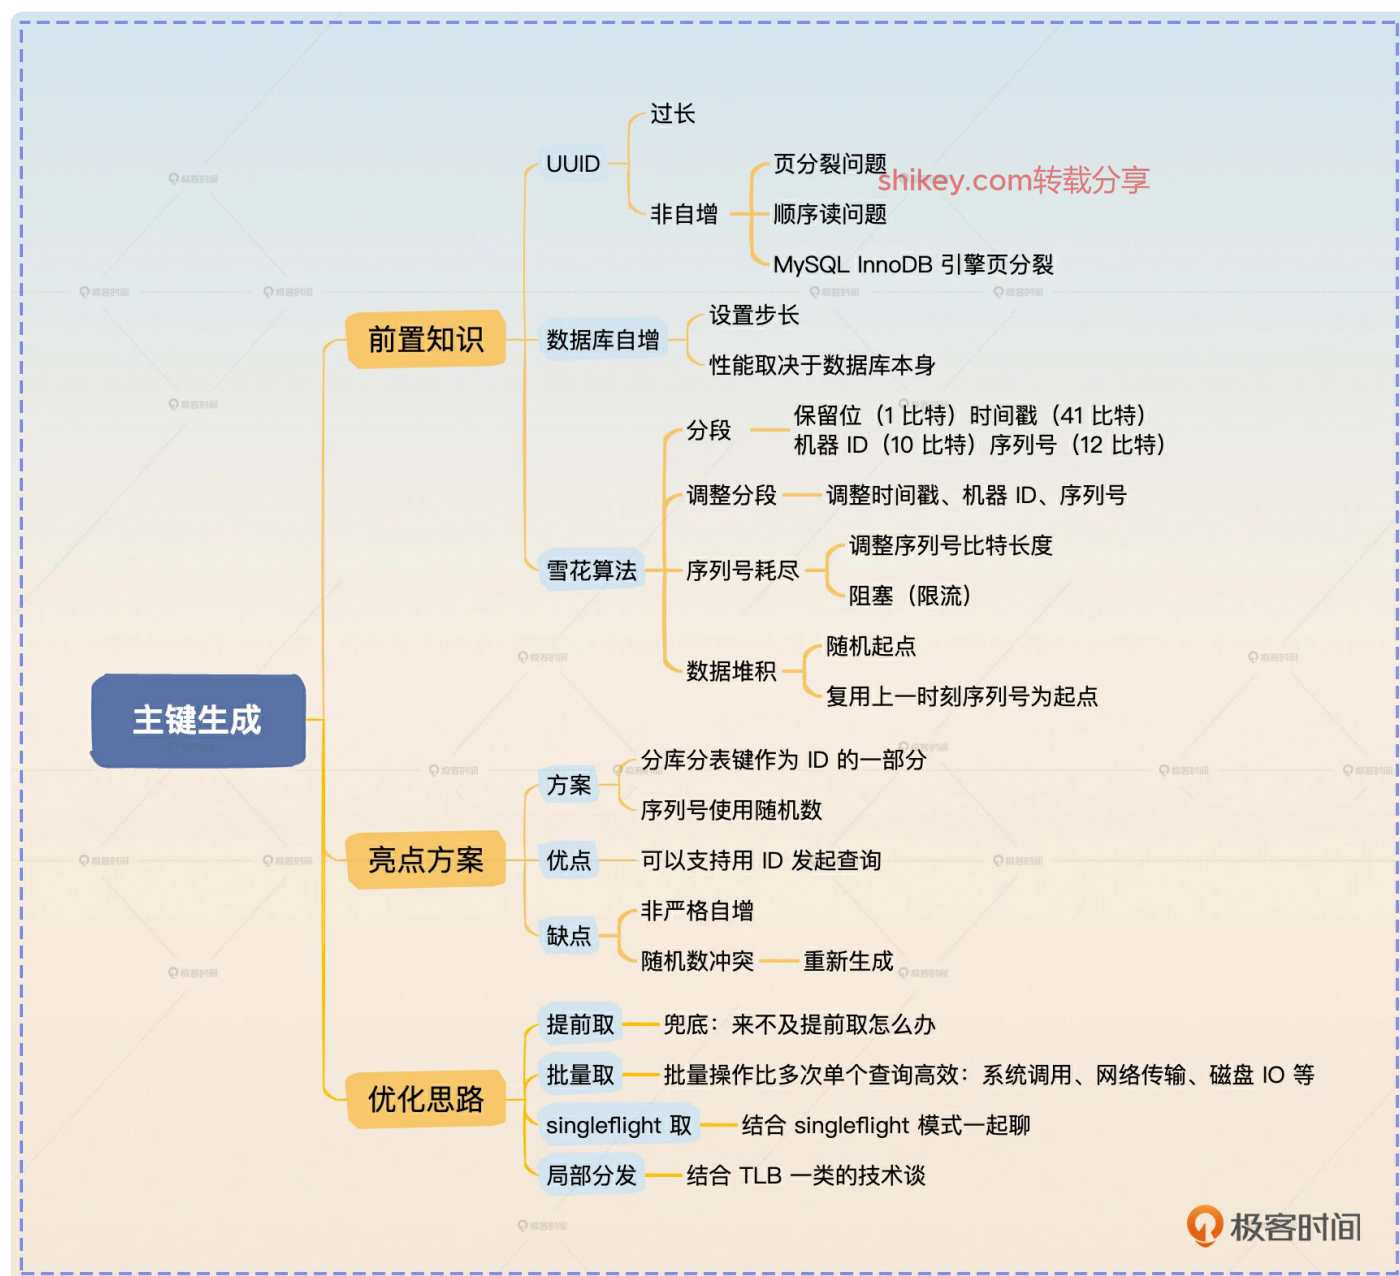 过长
UUID
页分裂问题
shikey.com转载分享
非自增
顺序读问题
MySQL InnoDB 引擎页分裂
前置知识
数据库自增
设置步长
性能取决于数据库本身
分段
保留位（1 比特）时间戳（41 比特）
机器 ID（10 比特）序列号（12 比特）
调整分段
调整时间戳、机器 ID、序列号
雪花算法
序列号耗尽
调整序列号比特长度
阻塞（限流）
数据堆积
随机起点
复用上一时刻序列号为起点
主键生成
方案
分库分表键作为 ID 的一部分
序列号使用随机数
亮点方案
优点
可以支持用 ID 发起查询
缺点
非严格自增
随机数冲突
重新生成
提前取
兜底：来不及提前取怎么办
优化思路
批量取
批量操作比多次单个查询高效：系统调用、网络传输、磁盘 IO 等
singleflight 取
结合 singleflight 模式一起聊
局部分发
结合 TLB 一类的技术谈
极客时间